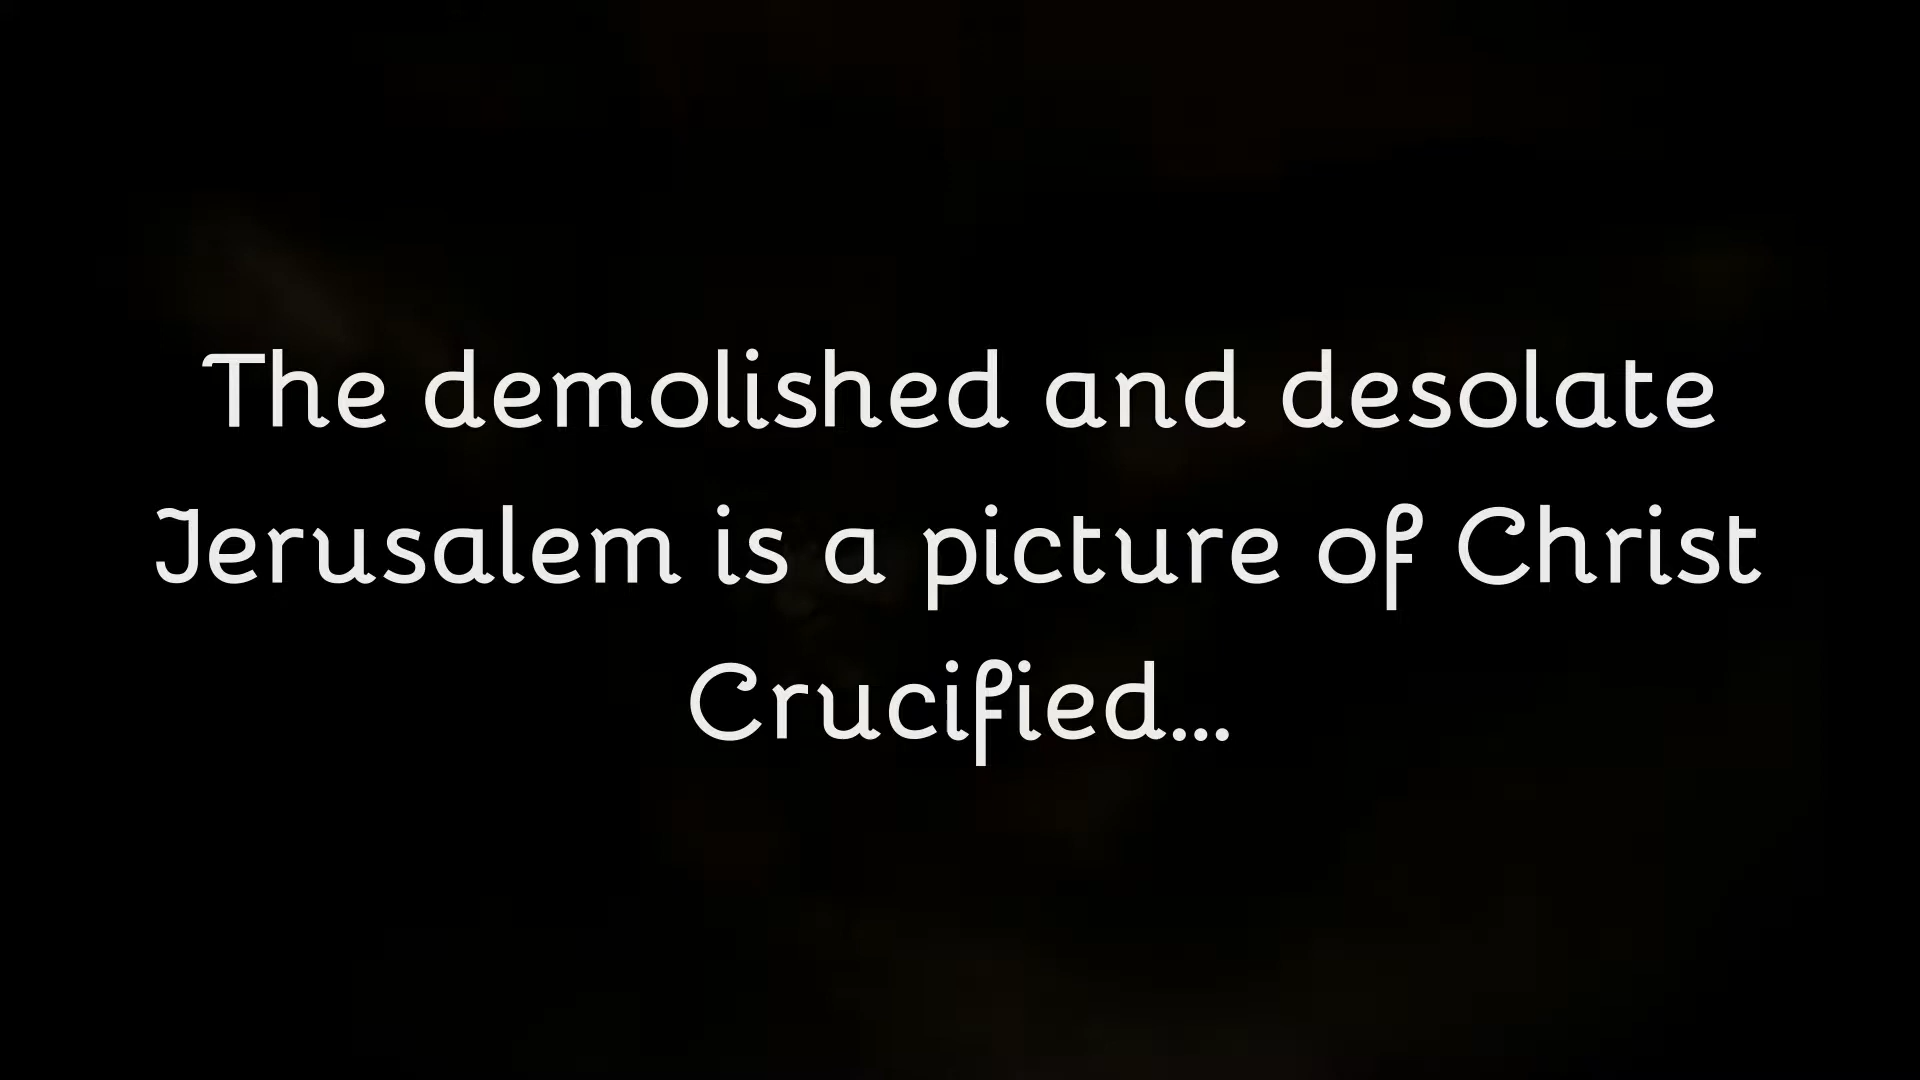 The demolished and desolate
Jerusalem is a picture of Christ
Crucified...